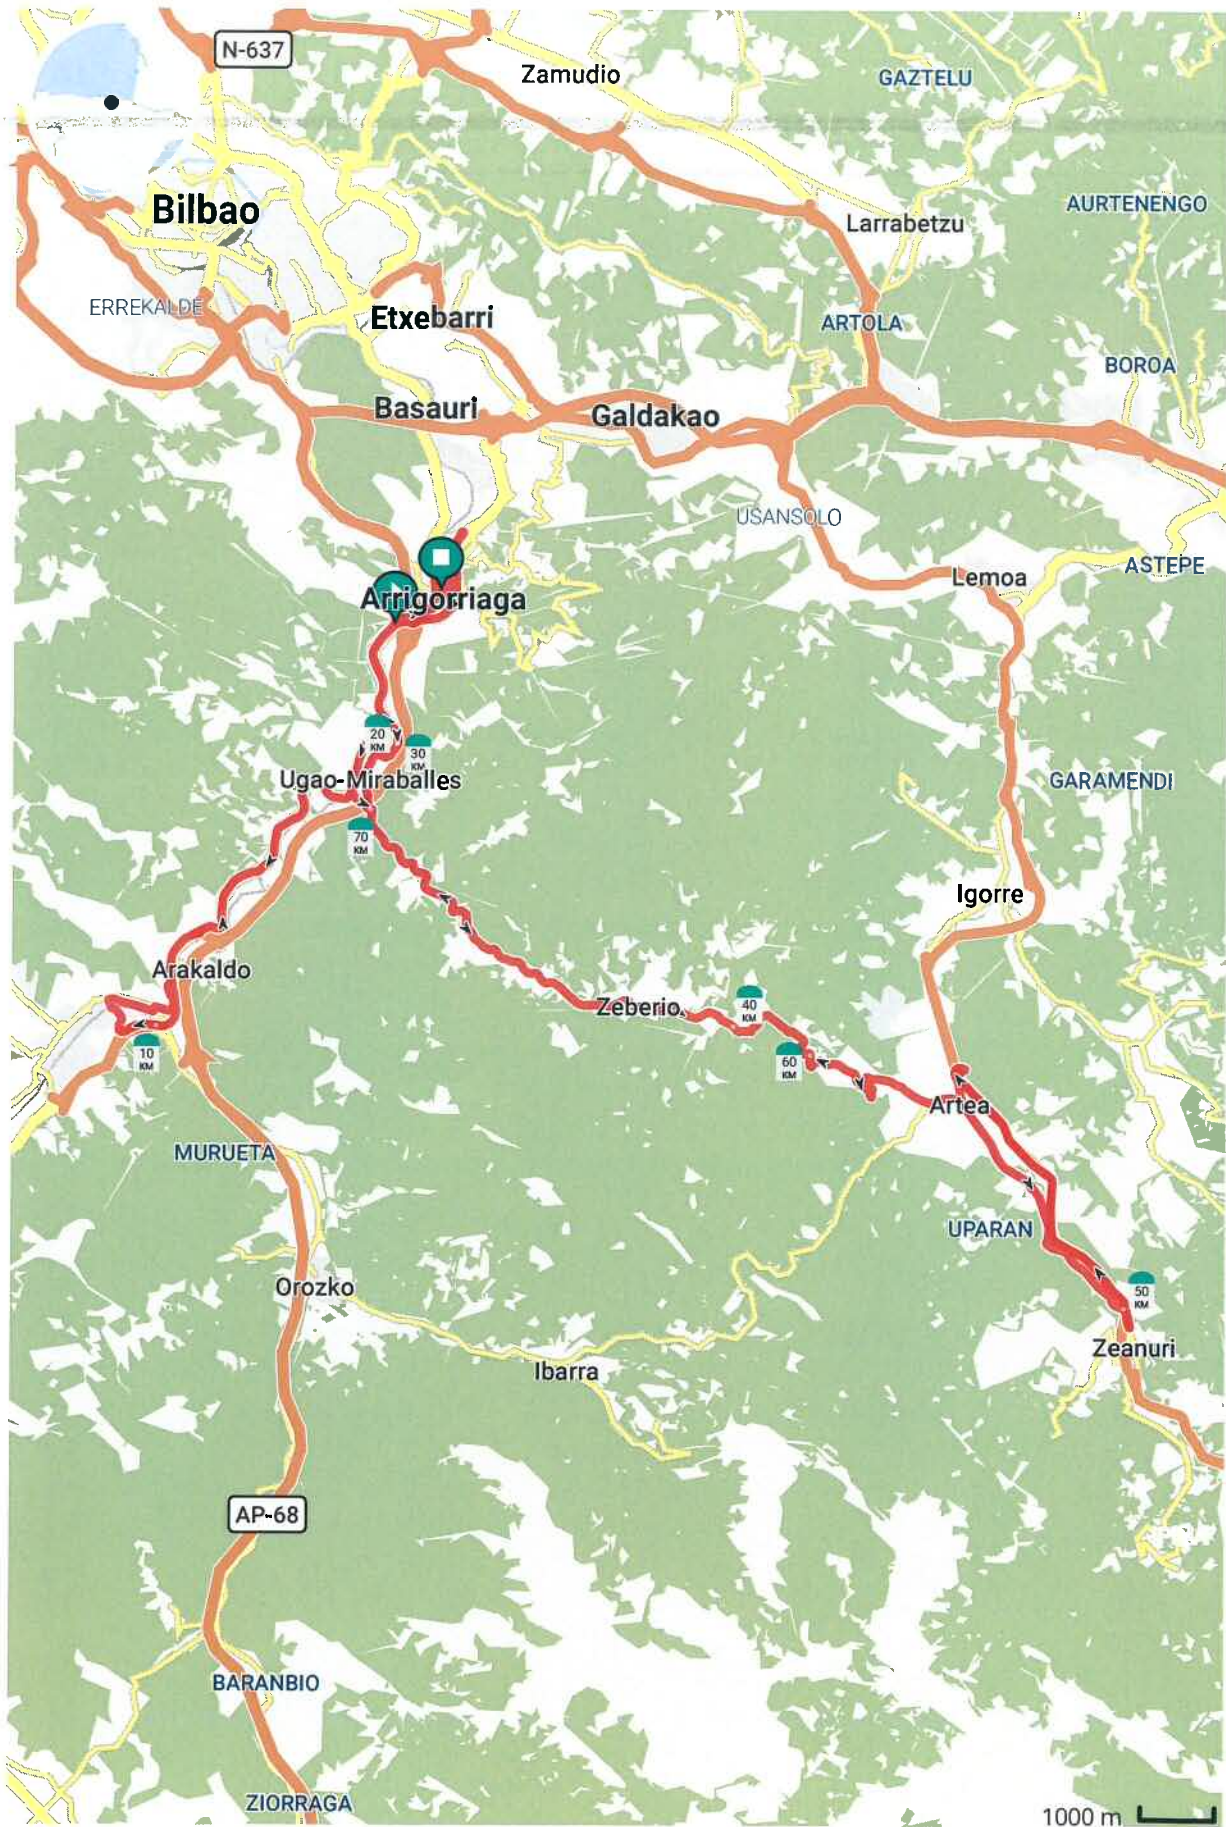 N-637
Zamudio
GAZTELU
Bilbao
AURTENENGO
Larrabetzu
ERREKALDE
Etxebarri
ARTOLA
BOROA
Basauri
Galdakao
USANSOLO
ASTEPE
Lemoa
Arrigorriaga
20
KM
30
KM
Ugao-Miraballes
GARAMENDI
70
KM
Igorre
Arakaldo
Zeberio
40
KM
10
KM
60
KM
Artea
MURUETA
UPARAN
Orozko
50
KM
Zeanuri
Ibarra
AP-68
BARANBIO
ZIORRAGA
1000 m